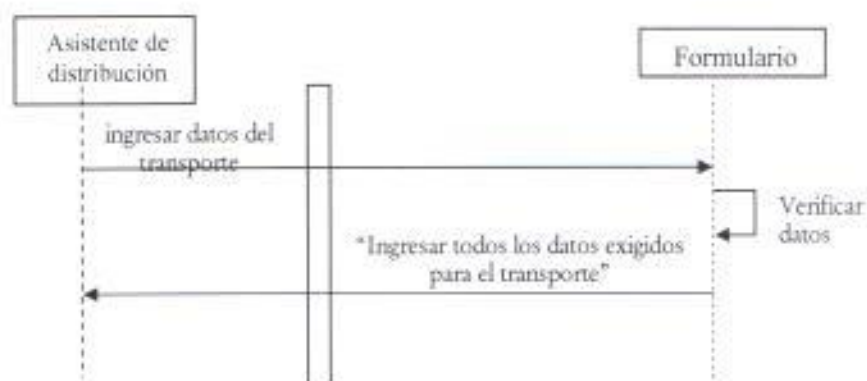 Asistente de
distribución
Formulario
ingresar datos del
transporte
Verificar
datos
“Ingresar todos los datos exigidos
para el transporte”